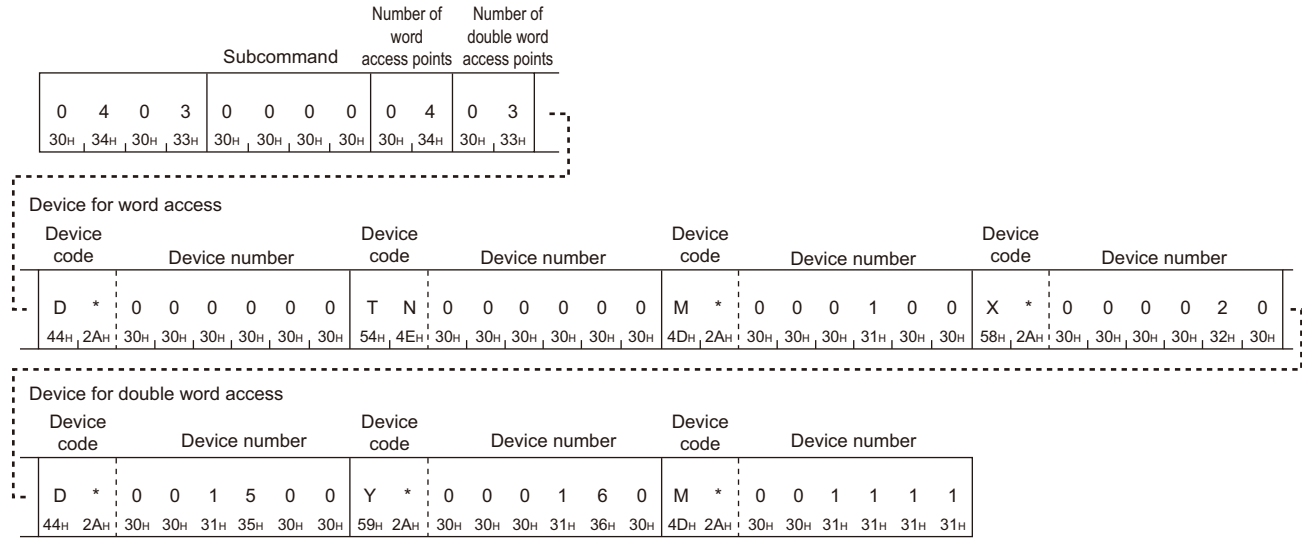 Number of Number of
word double word
Subcommand access points access points
0 4 0 3 0 0 0 0 0 4 0 3
30H 34H 30H 33H 30H 30H 30H 30H 30H 34H 30H 33H
Device for word access
Device Device Device Device
code Device number code Device number code Device number code Device number
D * 0 0 0 0 0 0 T N 0 0 0 0 0 0 M * 0 0 0 1 0 0 X * 0 0 0 0 2 0
44H 2AH 30H 30H 30H 30H 30H 30H 54H 4EH 30H 30H 30H 30H 30H 30H 4DH 2AH 30H 30H 30H 31H 30H 30H 58H 2AH 30H 30H 30H 30H 32H 30H
Device for double word access
Device Device Device
code Device number code Device number code Device number
D * 0 0 1 5 0 0 Y * 0 0 0 1 6 0 M * 0 0 1 1 1 1
44H 2AH 30H 30H 31H 35H 30H 30H 59H 2AH 30H 30H 30H 31H 36H 30H 4DH 2AH 30H 30H 31H 31H 31H 31H